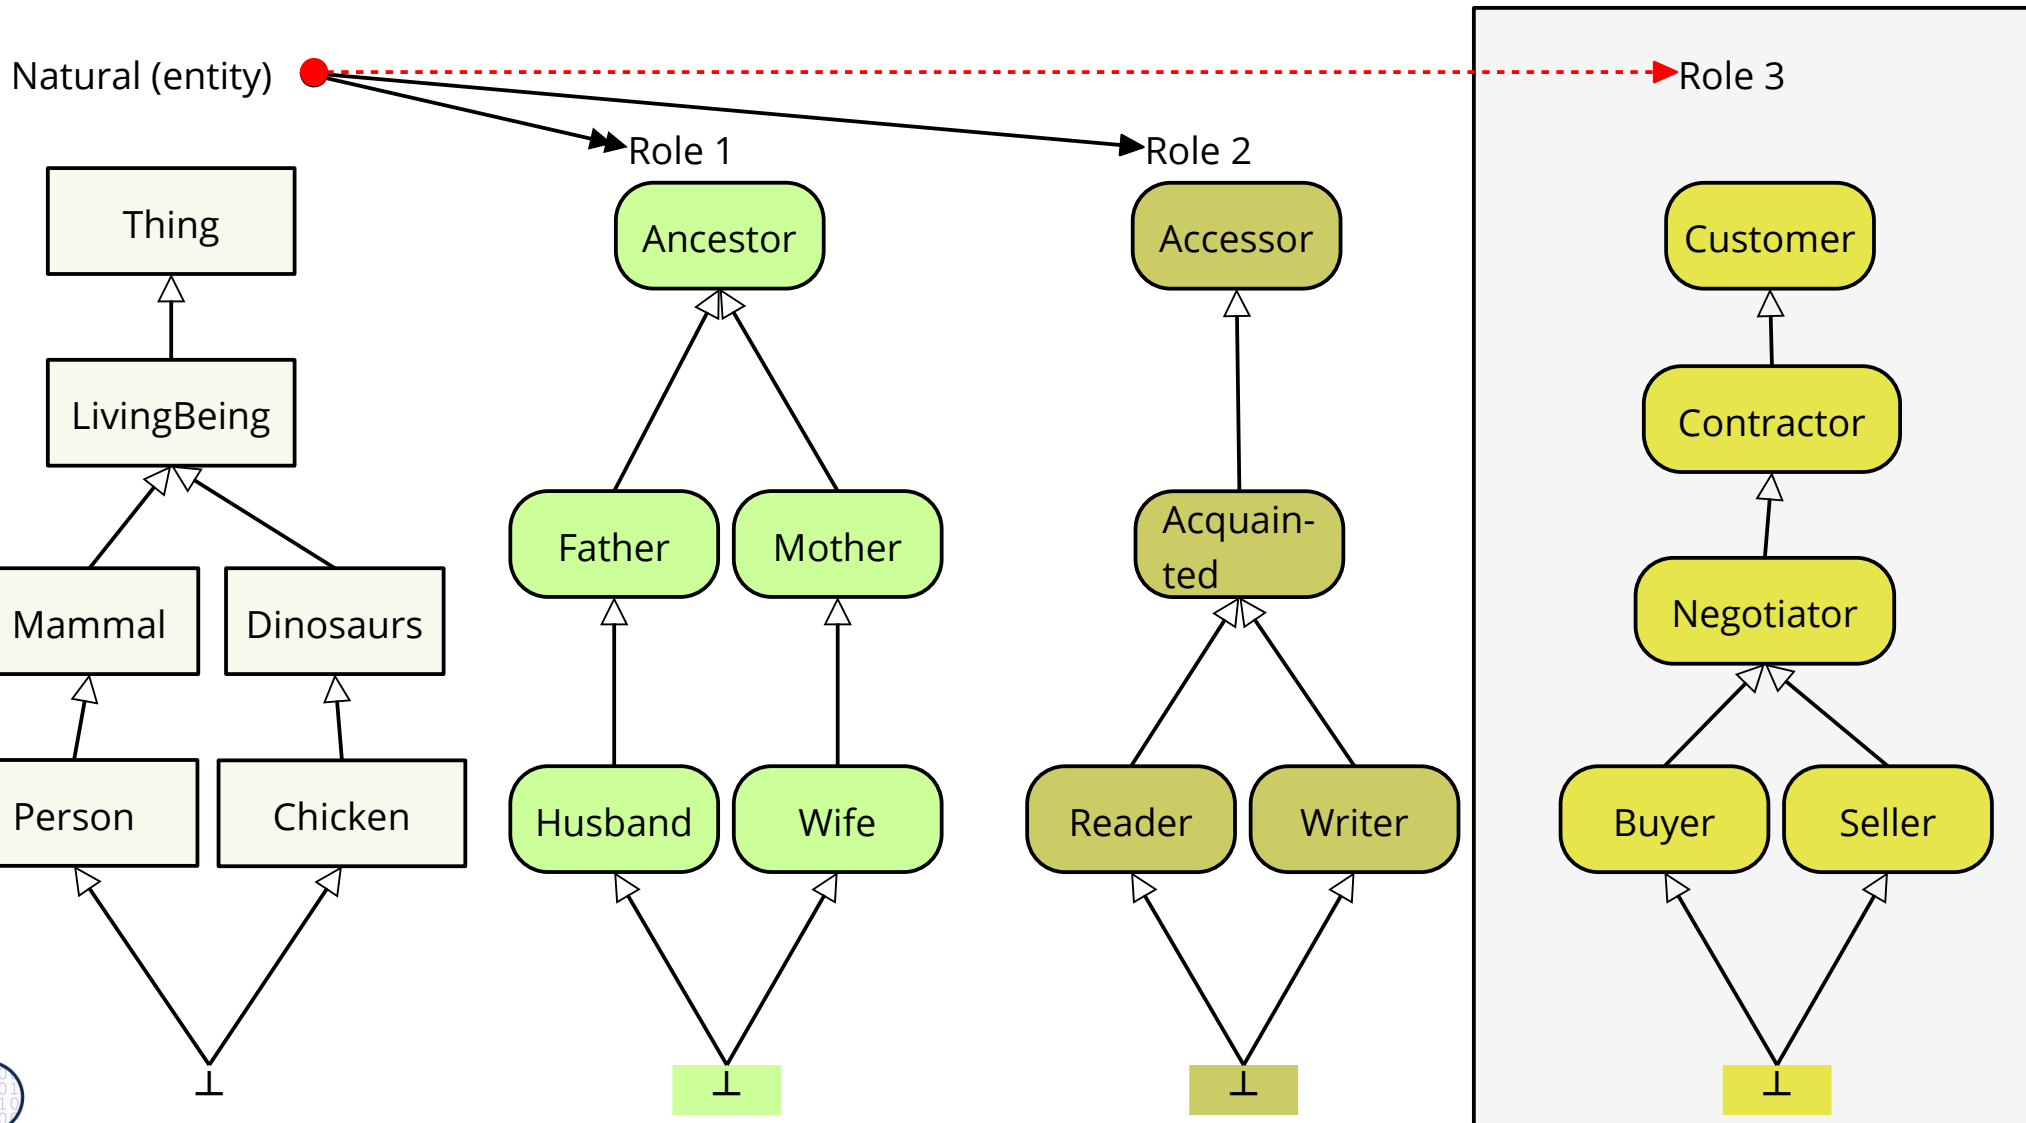 Natural (entity)
Role 3
Role 1
Role 2
Thing
Ancestor
Accessor
Customer
LivingBeing
Contractor
Father
Mother
Acquain-
ted
Mammal
Dinosaurs
Negotiator
Person
Chicken
Husband
Wife
Reader
Writer
Buyer
Seller
⊥
⊥
⊥
⊥